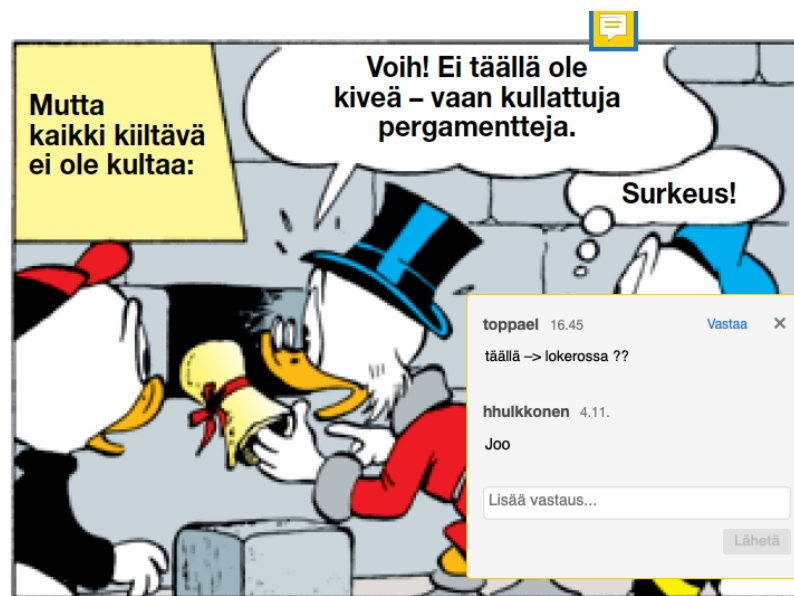 Mutta
kaikki kiiltävä
ei ole kultaa:
Voih! Ei täällä ole
kiveä – vaan kullattuja
pergamentteja.
Surkeus!
toppael 16.45 Vastaa ✕
täällä –> lokerossa ??
hhulkkonen 4.11.
Joo
Lisää vastaus...
Lähetä